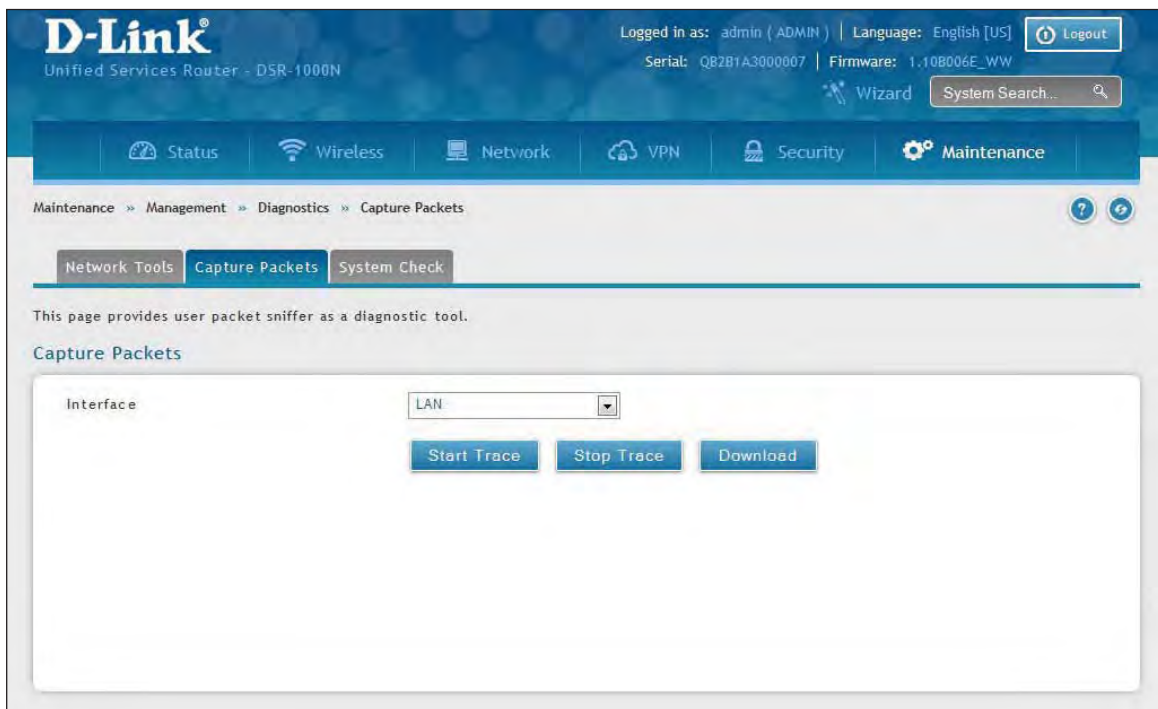 D-Link®
Unified Services Router - DSR-1000N
Logged in as: admin ( ADMIN ) | Language: English [US]
Logout
Serial: QB2B1A3000007 | Firmware: 1.10B006E_WW
Wizard
System Search...
Status
Wireless
Network
VPN
Security
Maintenance
Maintenance » Management » Diagnostics » Capture Packets
?
Network Tools
Capture Packets
System Check
This page provides user packet sniffer as a diagnostic tool.
Capture Packets
Interface
LAN
Start Trace
Stop Trace
Download